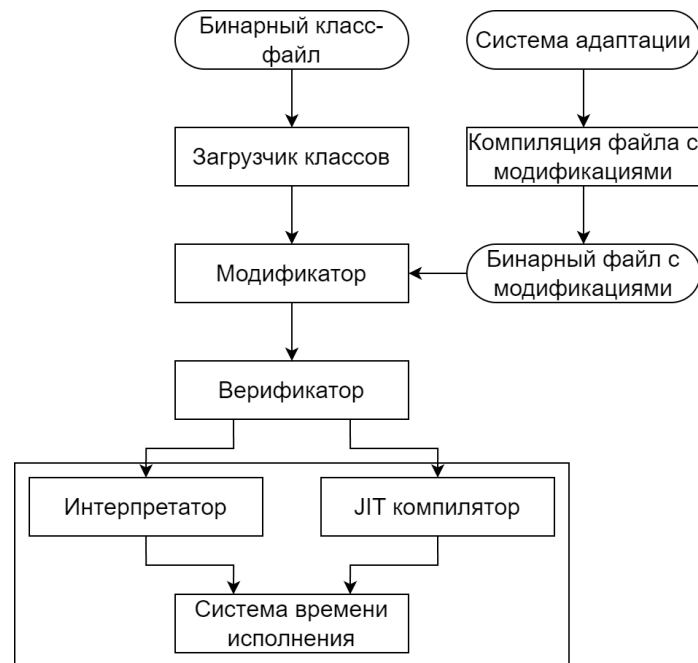 Бинарный класс-
файл
Система адаптации
Загрузчик классов
Компиляция файла с
модификациями
Модификатор
Бинарный файл с
модификациями
Верификатор
Интерпретатор
JIT компилятор
Система времени
исполнения